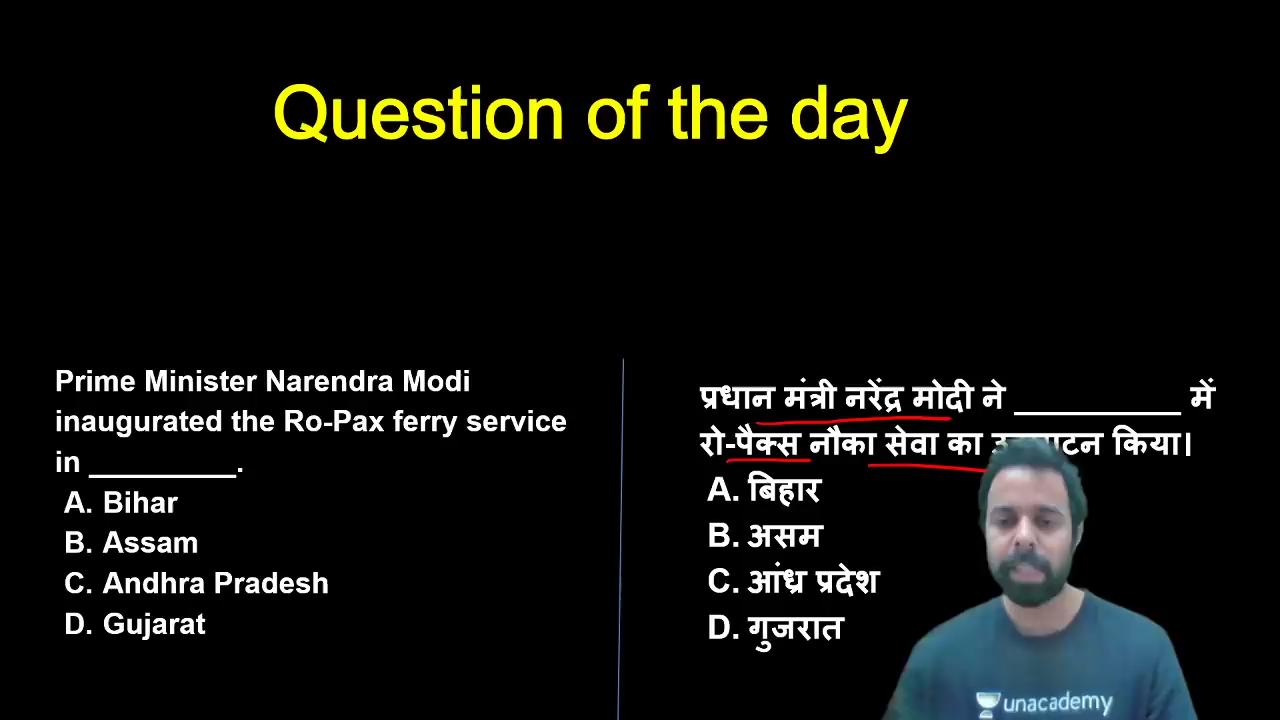 Question of the day
Prime Minister Narendra Modi
inaugurated the Ro-Pax ferry service
in _________.
A. Bihar
B. Assam
C. Andhra Pradesh
D. Gujarat
प्रधान मंत्री नरेंद्र मोदी ने __________ में
रो-पैक्स नौका सेवा का किया।
A. बिहार
B. असम
C. आंध्र प्रदेश
D. गुजरात
unacademy